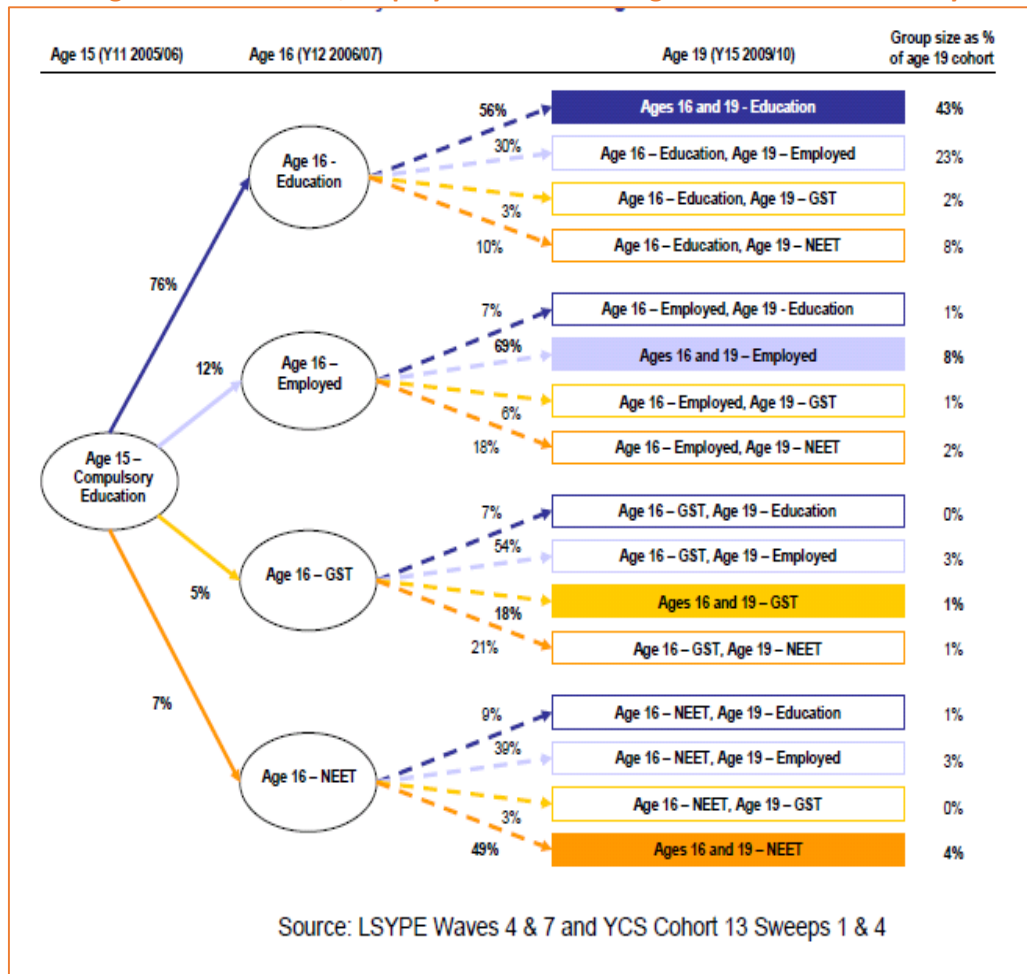 Age 15 (Y11 2005/06)
Age 16 (Y12 2006/07)
Age 19 (Y15 2009/10)
Group size as %
of age 19 cohort
Age 15 –
Compulsory
Education
76%
12%
5%
7%
Age 16 -
Education
56%
Ages 16 and 19 - Education
43%
30%
Age 16 – Education, Age 19 – Employed
23%
3%
Age 16 – Education, Age 19 – GST
2%
10%
Age 16 – Education, Age 19 – NEET
8%
Age 16 –
Employed
7%
Age 16 – Employed, Age 19 - Education
1%
69%
Ages 16 and 19 – Employed
8%
6%
Age 16 – Employed, Age 19 – GST
1%
18%
Age 16 – Employed, Age 19 – NEET
2%
Age 16 – GST
7%
Age 16 – GST, Age 19 – Education
0%
54%
Age 16 – GST, Age 19 – Employed
3%
18%
Ages 16 and 19 – GST
1%
21%
Age 16 – GST, Age 19 – NEET
1%
Age 16 – NEET
9%
Age 16 – NEET, Age 19 – Education
1%
39%
Age 16 – NEET, Age 19 – Employed
3%
3%
Age 16 – NEET, Age 19 – GST
0%
49%
Ages 16 and 19 – NEET
4%
Source: LSYPE Waves 4 & 7 and YCS Cohort 13 Sweeps 1 & 4